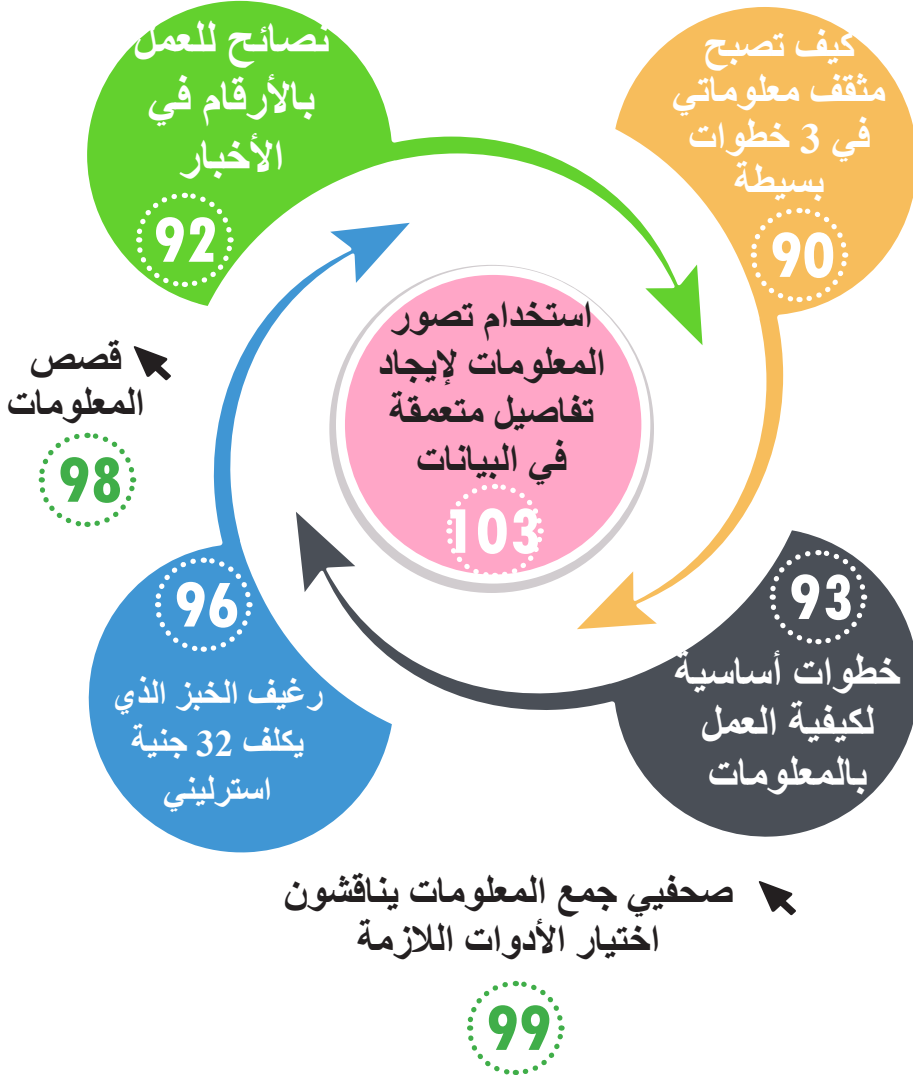 كيف تصبح
مثقف معلوماتي
في 3 خطوات
بسيطة
90
نصائح للعمل
بالأرقام في
الأخبار
92
استخدام تصور
المعلومات لإيجاد
تفاصيل متعمقة
في البيانات
103
قصص
المعلومات
98
93
خطوات أساسية
لكيفية العمل
بالمعلومات
96
رغيف الخبز الذي
يكلف 32 جنية
استرليني
صحفيي جمع المعلومات يناقشون
اختيار الأدوات اللازمة
99